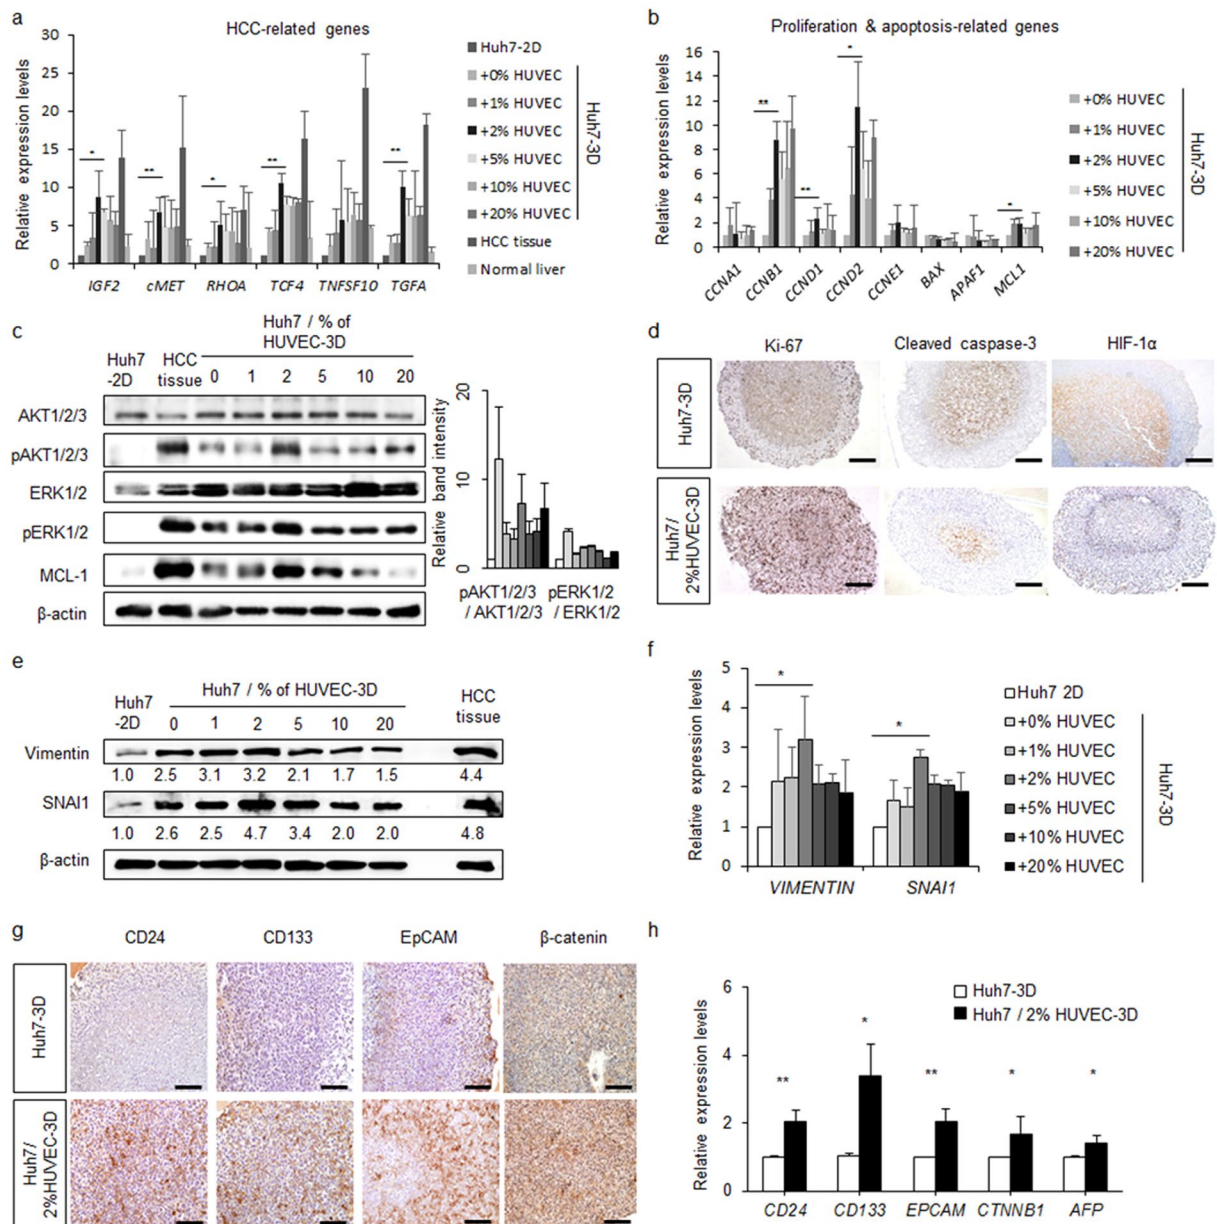 a
HCC-related genes
Relative expression levels
30
25
20
15
10
5
0
IGF2 cMET RHOA TCF4 TNFSF10 TGFA
* ** * ** **
Huh7-2D
+0% HUVEC
+1% HUVEC
+2% HUVEC
+5% HUVEC
+10% HUVEC
+20% HUVEC
HCC tissue
Normal liver
Huh7-3D
b
Proliferation & apoptosis-related genes
Relative expression levels
16
14
12
10
8
6
4
2
0
** ** * *
CCNA1 CCNB1 CCND1 CCND2 CCNE1 BAX APAF1 MCL1
+0% HUVEC
+1% HUVEC
+2% HUVEC
+5% HUVEC
+10% HUVEC
+20% HUVEC
Huh7-3D
c
Huh7 / % of
HUVEC-3D
Huh7
-2D
HCC
tissue
0 1 2 5 10 20
AKT1/2/3
pAKT1/2/3
ERK1/2
pERK1/2
MCL-1
β-actin
Relative band intensity
20
10
0
pAKT1/2/3 pERK1/2
/ AKT1/2/3 / ERK1/2
d
Ki-67 Cleaved caspase-3 HIF-1α
Huh7-3D
Huh7/
2%HUVEC-3D
e
Huh7
-2D
Huh7 / % of HUVEC-3D
0 1 2 5 10 20
HCC
tissue
Vimentin
1.0 2.5 3.1 3.2 2.1 1.7 1.5 4.4
SNAI1
1.0 2.6 2.5 4.7 3.4 2.0 2.0 4.8
β-actin
f
Relative expression levels
5
4
3
2
1
0
* *
VIMENTIN SNAI1
Huh7 2D
+0% HUVEC
+1% HUVEC
+2% HUVEC
+5% HUVEC
+10% HUVEC
+20% HUVEC
Huh7-3D
g
CD24 CD133 EpCAM β-catenin
Huh7-3D
Huh7/
2%HUVEC-3D
h
Relative expression levels
6
4
2
0
Huh7-3D
Huh7 / 2% HUVEC-3D
** * ** * *
CD24 CD133 EPCAM CTNNB1 AFP